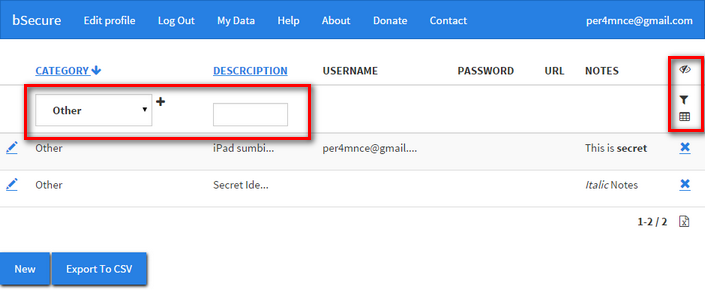 bSecure Edit profile Log Out My Data Help About Donate Contact per4mnce@gmail.com
CATEGORY DESCRCIPTION USERNAME PASSWORD URL NOTES
Other
Other iPad sumbi... per4mnce@gmail.... This is secret
Other Secret Ide... Italic Notes
1-2 / 2
New Export To CSV